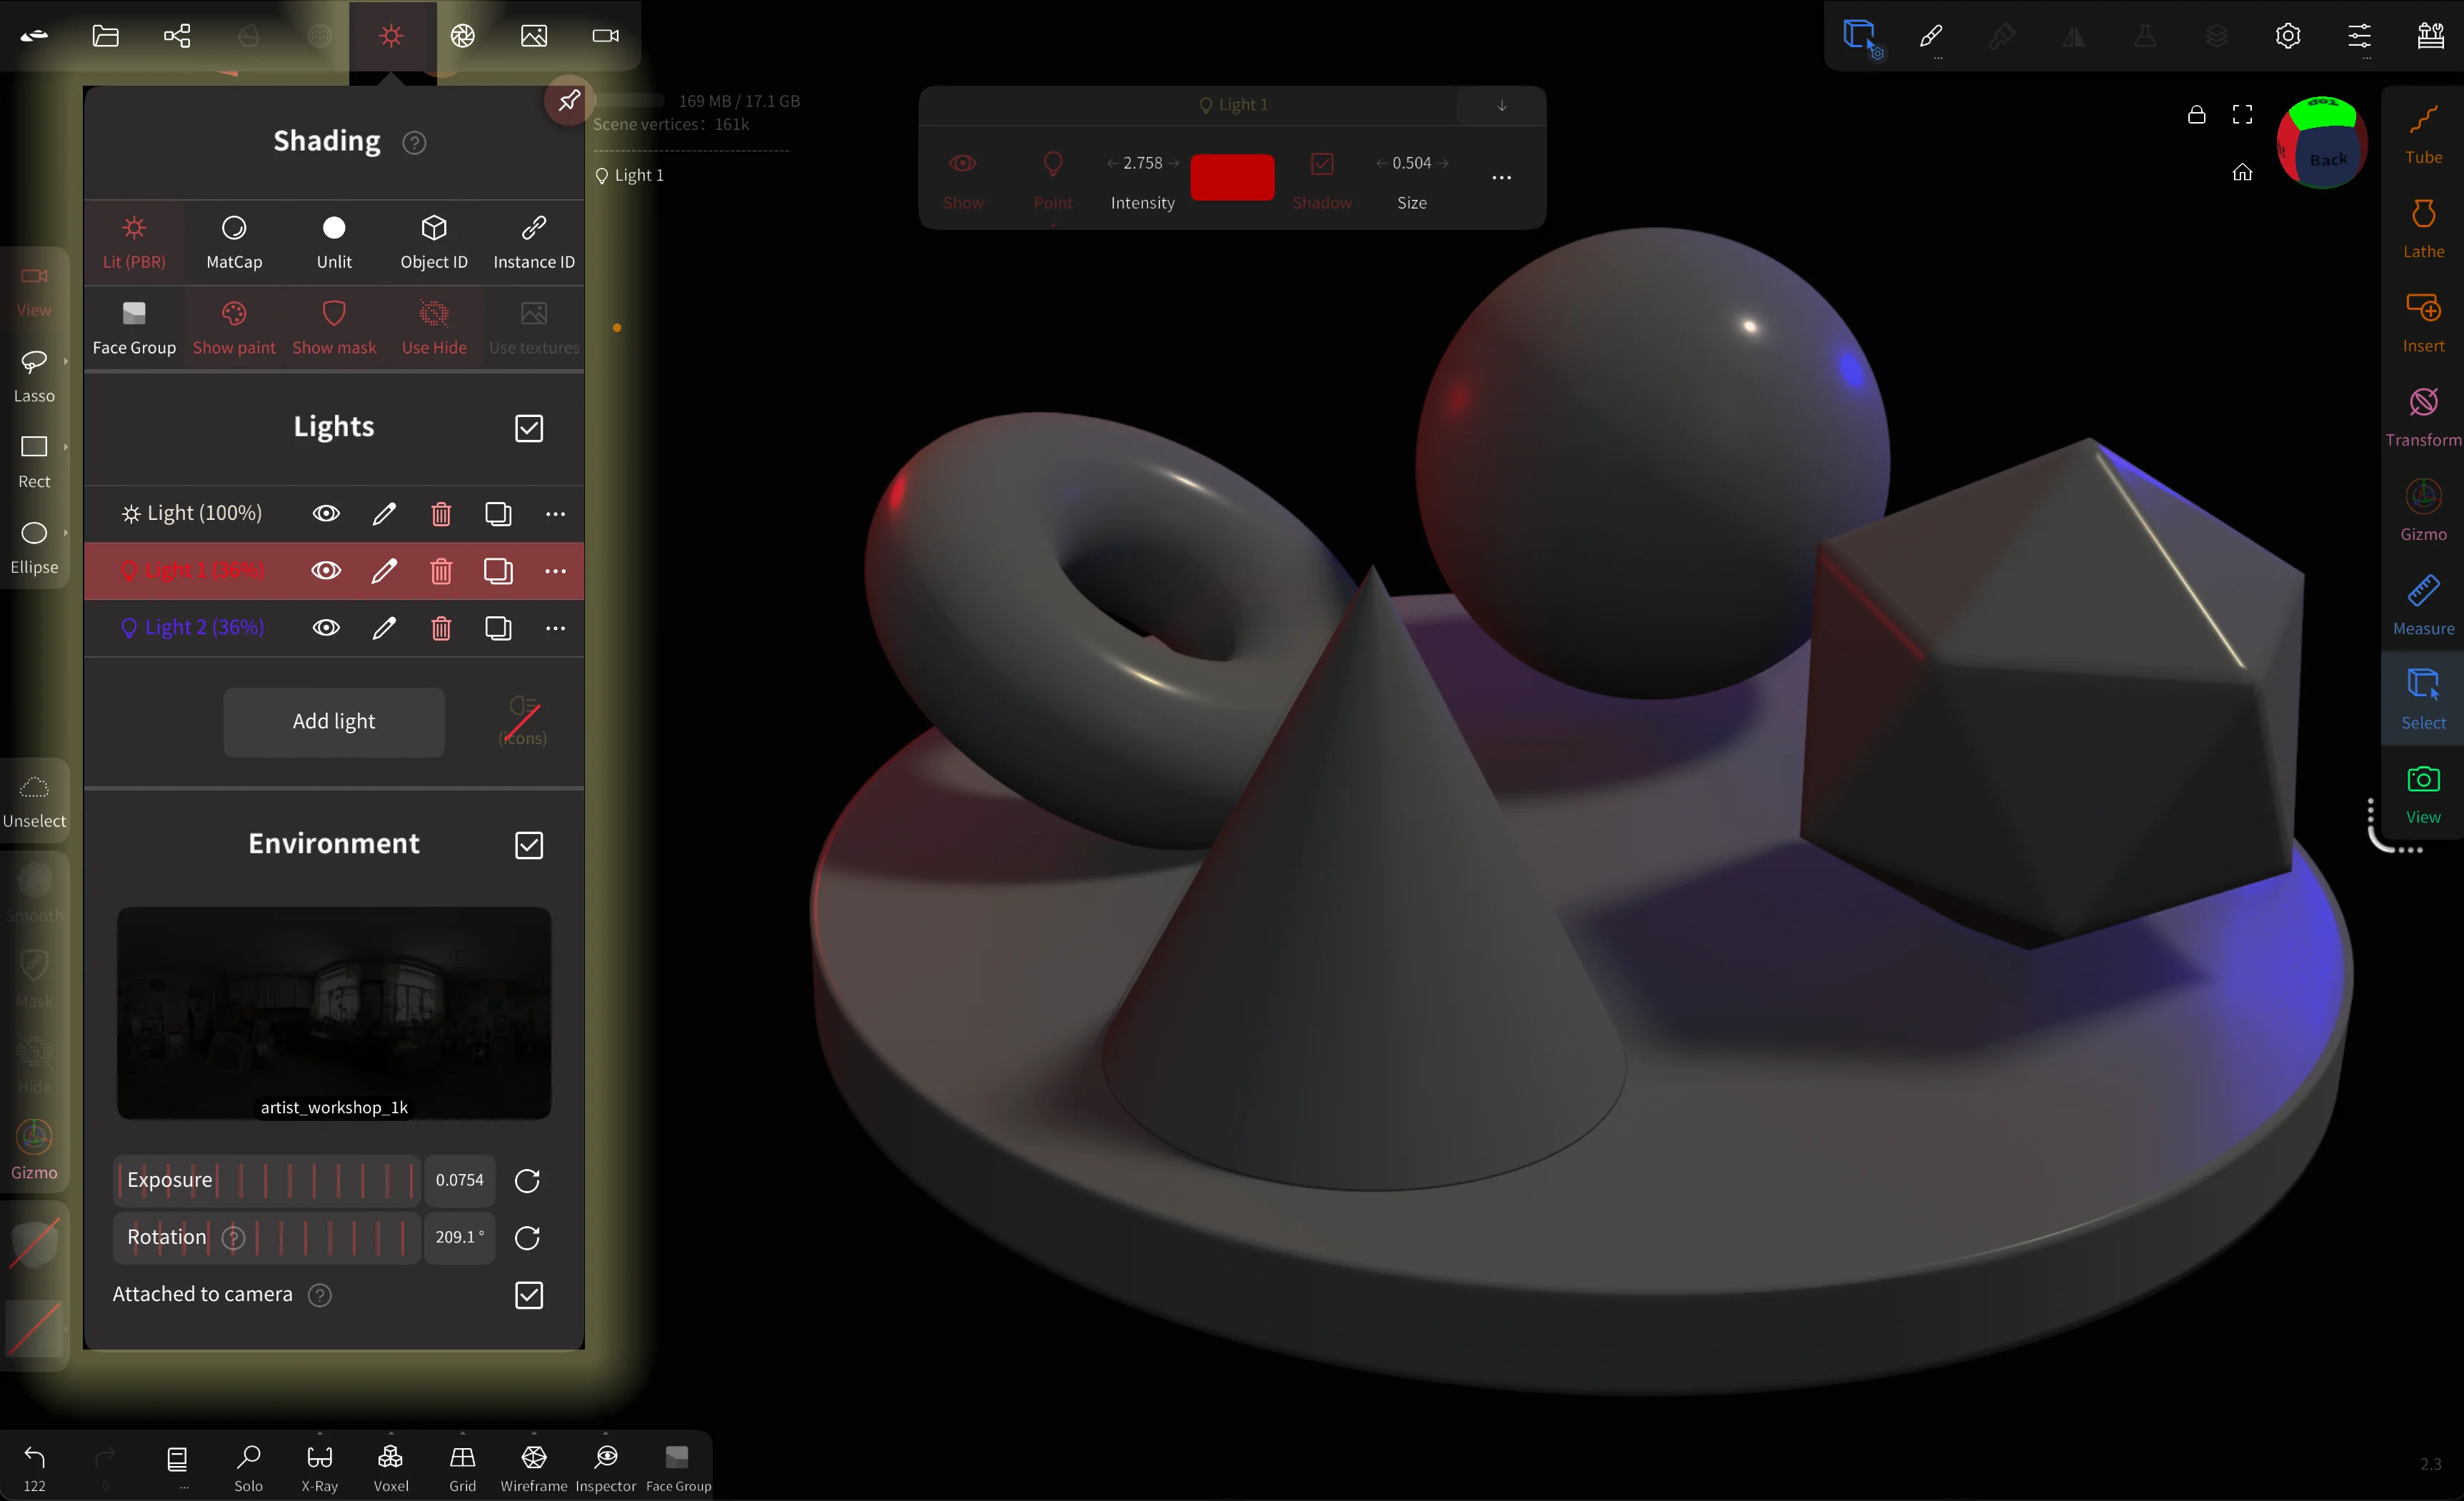 169 MB / 17.1 GB
Scene vertices: 161k
Light 1
Light 1
Show
Point
2.758
Intensity
Shadow
0.504
Size
Shading
Lit (PBR)
MatCap
Unlit
Object ID
Instance ID
Face Group
Show paint
Show mask
Use Hide
Use textures
Lights
Light (100%)
Light 1 (36%)
Light 2 (36%)
Add light
(icons)
Environment
artist_workshop_1k
Exposure
0.0754
Rotation ?
209.1 °
Attached to camera ?
View
Lasso
Rect
Ellipse
Unselect
Smooth
Mask
Hide
Gizmo
Top
Back
Tube
Lathe
Insert
Transform
Gizmo
Measure
Select
View
122
0
...
Solo
X-Ray
Voxel
Grid
Wireframe
Inspector
Face Group
2.3